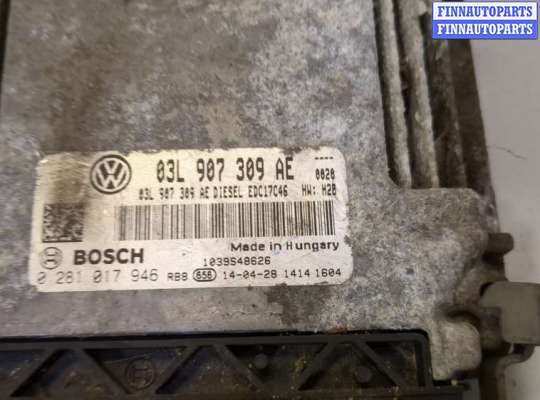 FINNAUTOPARTS
FINNAUTOPARTS
03L 907 309 AE
----
0020
03L 907 309 AE DIESEL EDC17C46 HW: H20
BOSCH
Made in Hungary
1039S48626
0 281 017 946 RBB 658 14-04-28 1414 1604